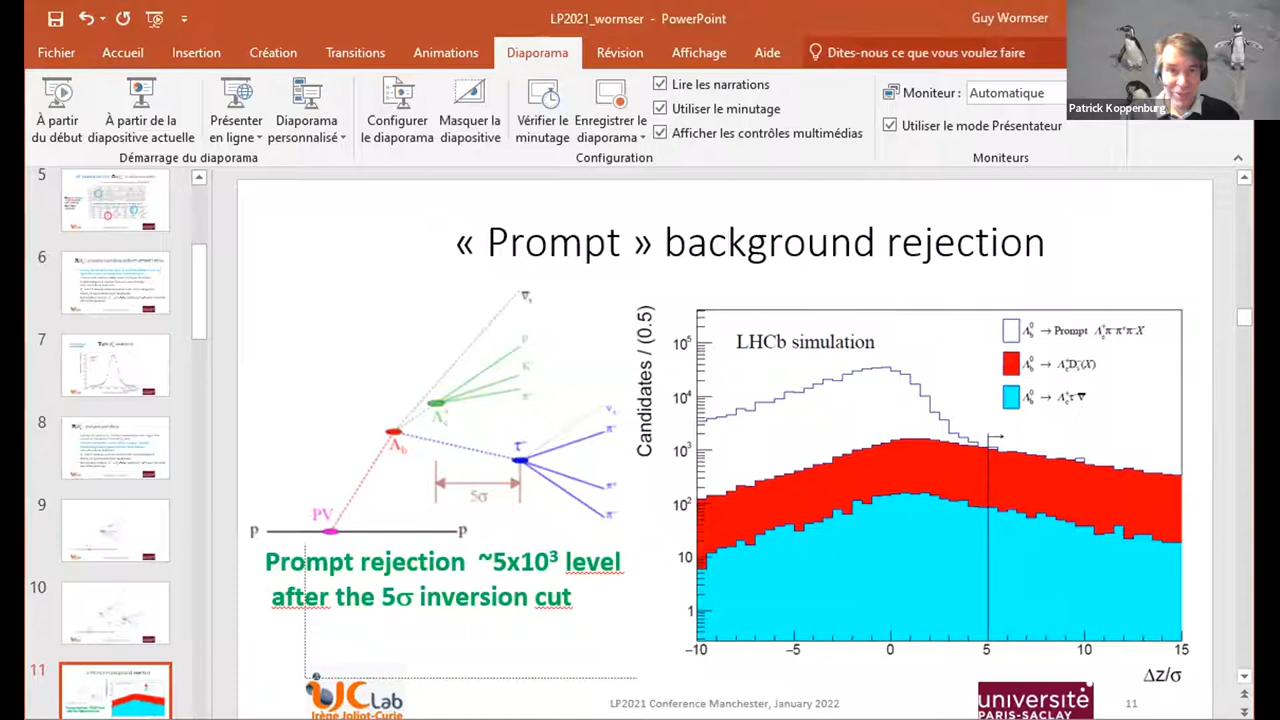 LP2021_wormser - PowerPoint
Guy Wormser
Fichier Accueil Insertion Création Transitions Animations Diaporama Révision Affichage Aide Dites-nous ce que vous voulez faire
Patrick Koppenburg
À partir du début
À partir de la diapositive actuelle
Présenter en ligne
Diaporama personnalisé
Configurer le diaporama
Masquer la diapositive
Vérifier le minutage
Enregistrer le diaporama
Lire les narrations
Utiliser le minutage
Afficher les contrôles multimédias
Moniteur : Automatique
Utiliser le mode Présentateur
Démarrage du diaporama
Configuration
Moniteurs
5
6
7
8
9
10
11
« Prompt » background rejection
Λb
τ
5σ
PV
p
p
Prompt rejection ~5x10³ level
after the 5σ inversion cut
Candidates / (0.5)
LHCb simulation
10⁵
10⁴
10³
10²
10
1
−10 −5 0 5 10 15
Δz/σ
IJCLab
Irène Joliot-Curie
LP2021 Conference Manchester, January 2022
université
PARIS-SACLAY
11